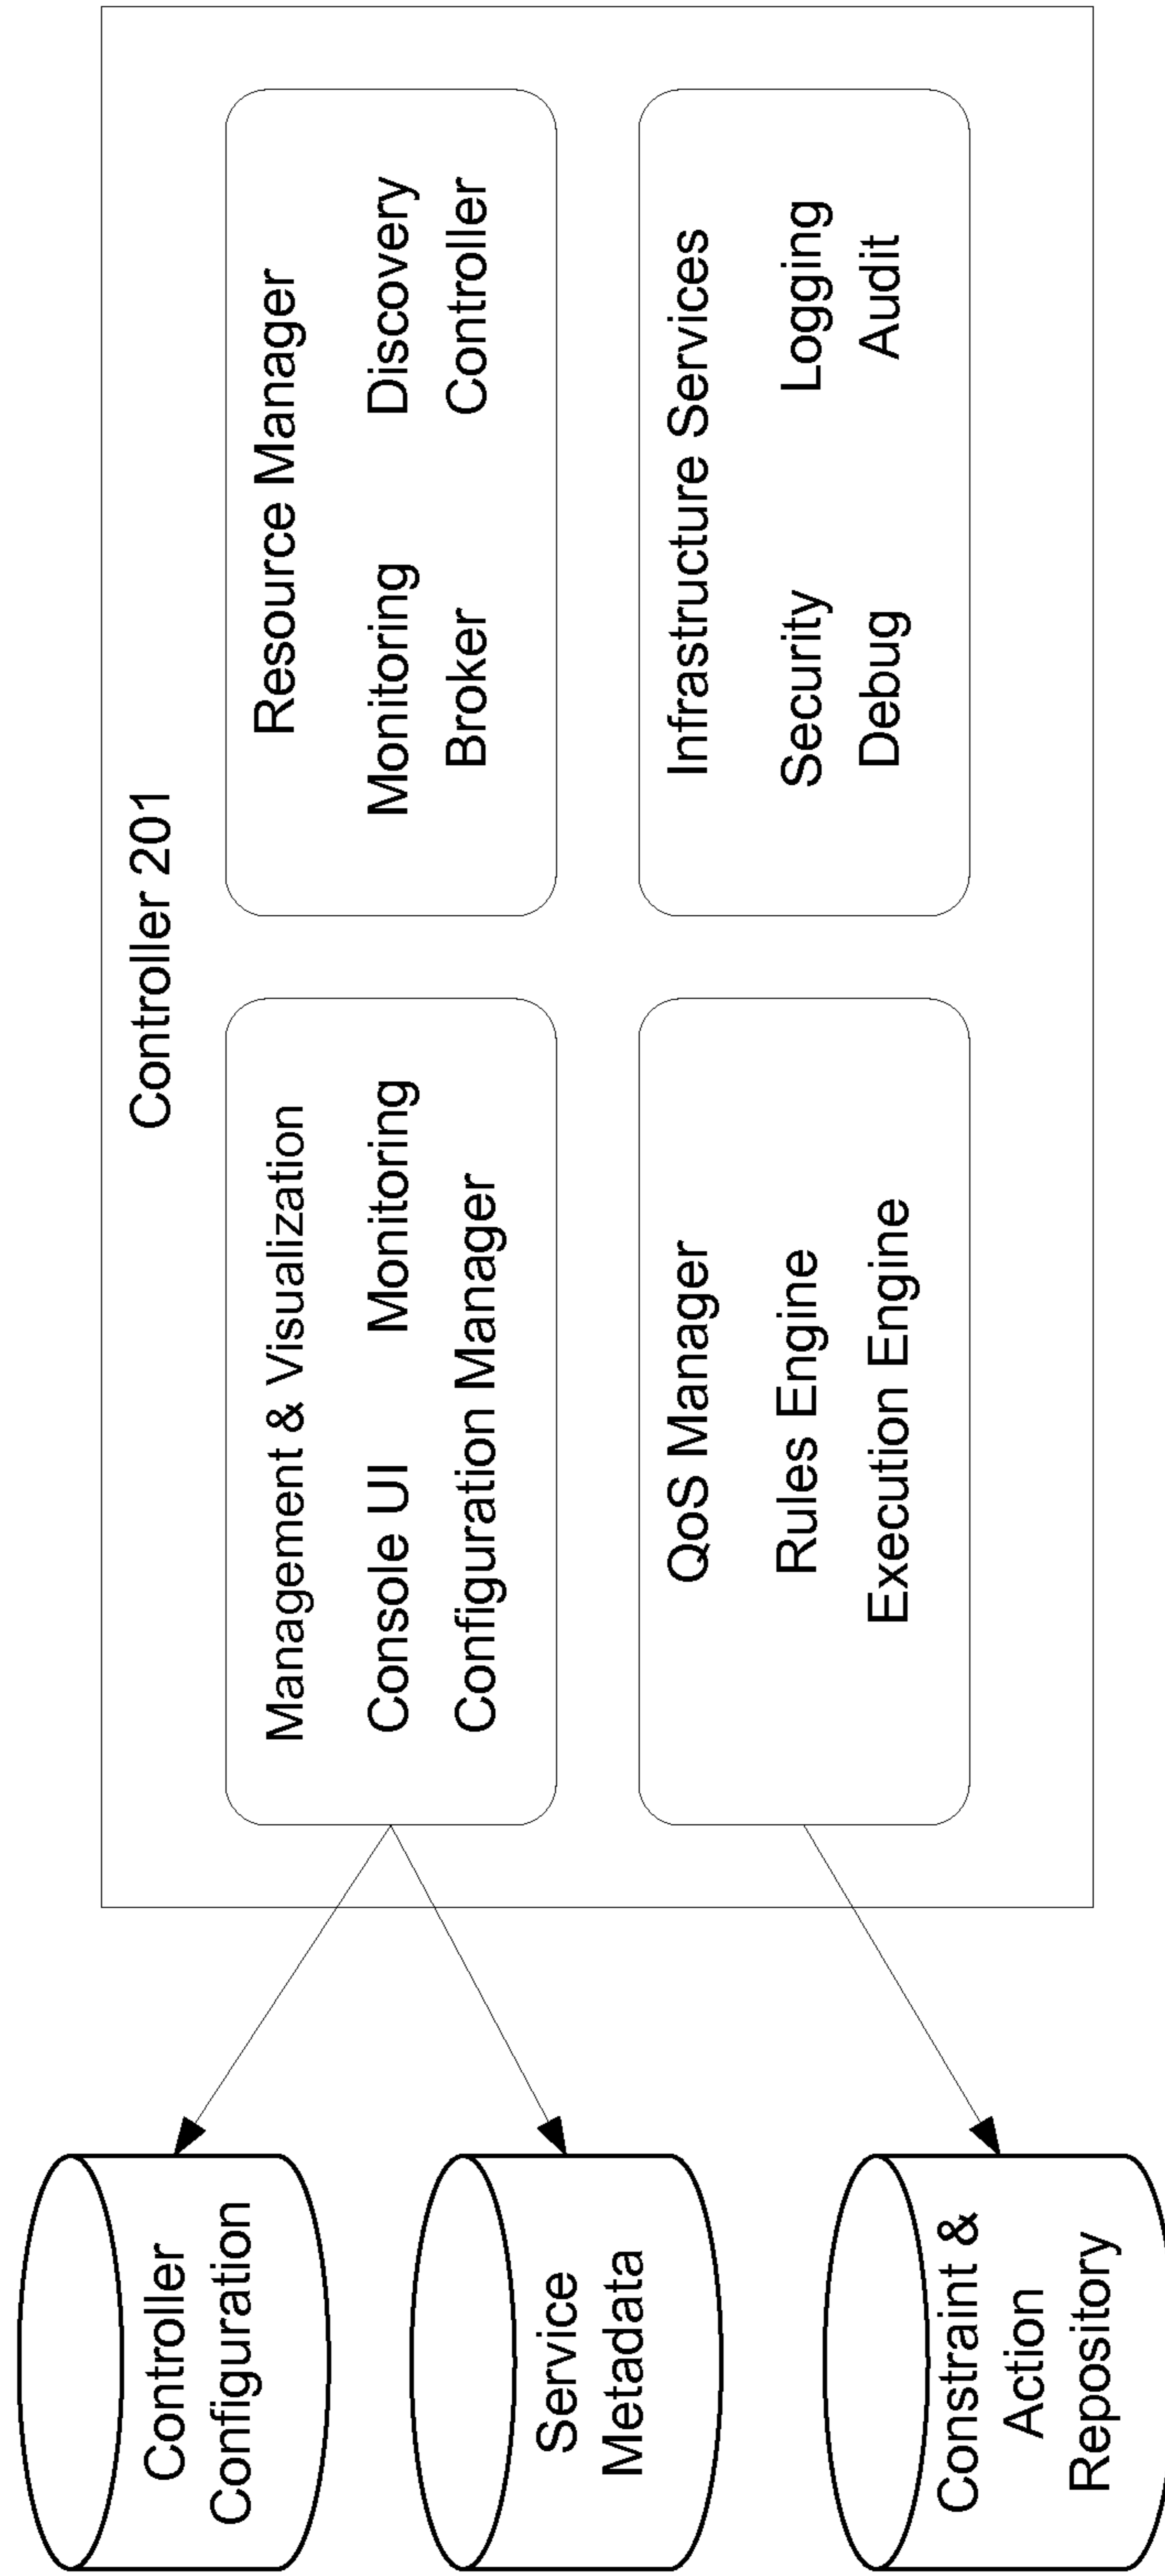 Controller 201
Controller
Configuration
Service
Metadata
Constraint &
Action
Repository
Management & Visualization
Console UI Monitoring
Configuration Manager
Resource Manager
Monitoring Discovery
Broker Controller
QoS Manager
Rules Engine
Execution Engine
Infrastructure Services
Security Logging
Debug Audit